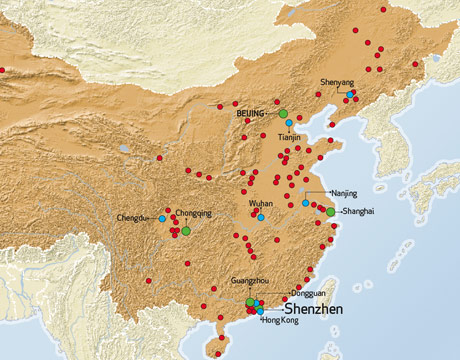 Shenyang
BEIJING
Tianjin
Nanjing
Wuhan
Shanghai
Chengdu
Chongqing
Guangzhou
Dongguan
Shenzhen
Hong Kong